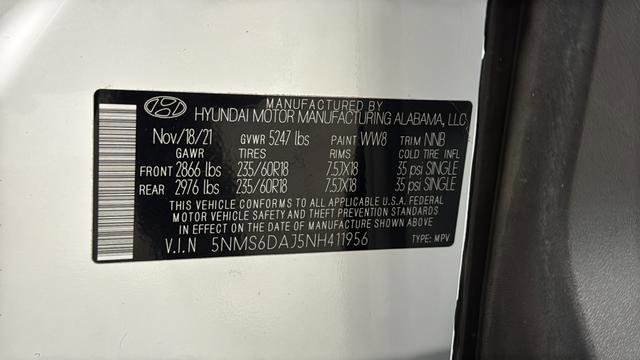 MANUFACTURED BY
HYUNDAI MOTOR MANUFACTURING ALABAMA, LLC.
Nov/18/21 GVWR 5247 lbs PAINT WW8 TRIM NNB
GAWR TIRES RIMS COLD TIRE INFL
FRONT 2866 lbs 235/60R18 7.5JX18 35 psi SINGLE
REAR 2976 lbs 235/60R18 7.5JX18 35 psi SINGLE
THIS VEHICLE CONFORMS TO ALL APPLICABLE U.S.A. FEDERAL
MOTOR VEHICLE SAFETY AND THEFT PREVENTION STANDARDS
IN EFFECT ON THE DATE OF MANUFACTURE SHOWN ABOVE.
V.I.N 5NMS6DAJ5NH411956 TYPE: MPV